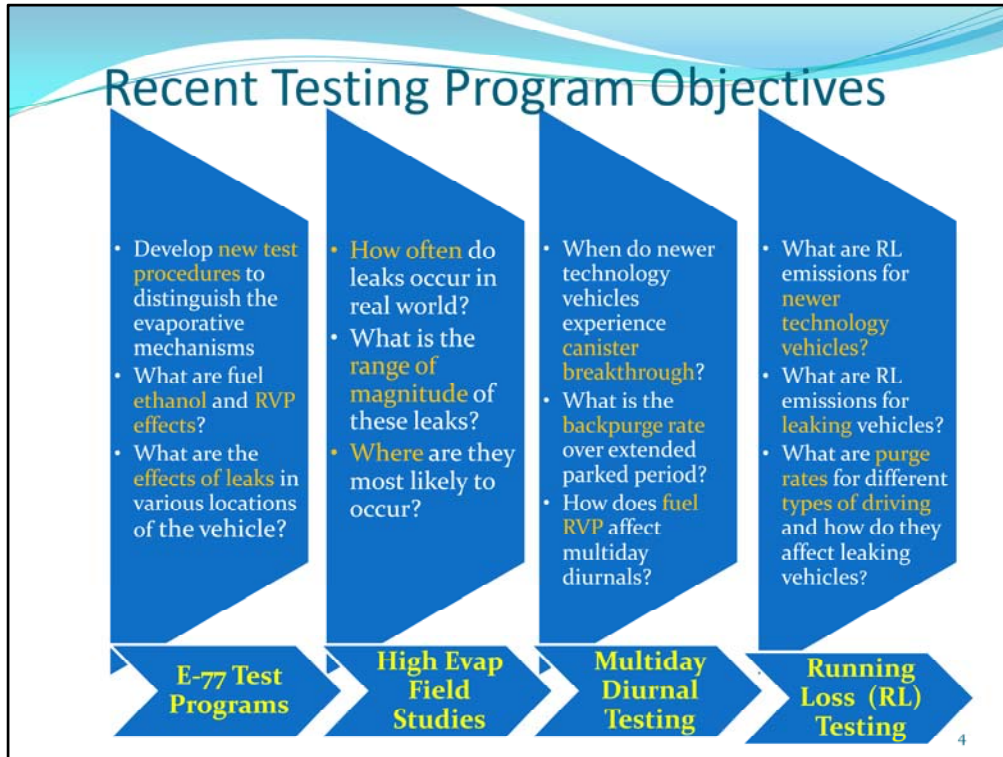 Recent Testing Program Objectives
• Develop new test
procedures to
distinguish the
evaporative
mechanisms
• What are fuel
ethanol and RVP
effects?
• What are the
effects of leaks in
various locations
of the vehicle?
• How often do
leaks occur in
real world?
• What is the
range of
magnitude of
these leaks?
• Where are they
most likely to
occur?
• When do newer
technology
vehicles
experience
canister
breakthrough?
• What is the
backpurge rate
over extended
parked period?
• How does fuel
RVP affect
multiday
diurnals?
• What are RL
emissions for
newer
technology
vehicles?
• What are RL
emissions for
leaking vehicles?
• What are purge
rates for different
types of driving
and how do they
affect leaking
vehicles?
E-77 Test
Programs
High Evap
Field
Studies
Multiday
Diurnal
Testing
Running
Loss (RL)
Testing
4